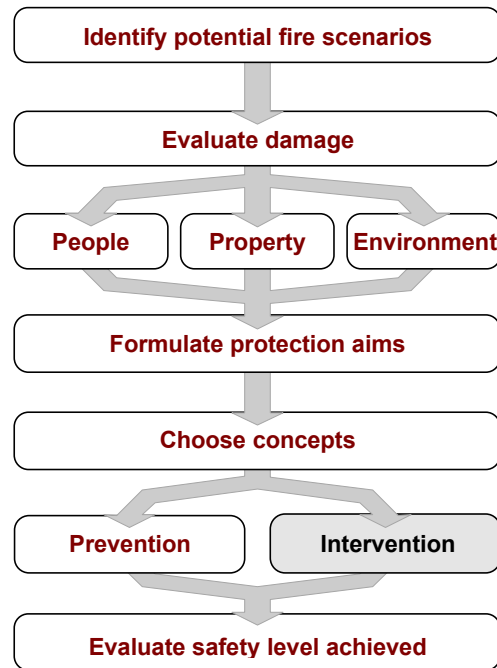 Identify potential fire scenarios
Evaluate damage
People
Property
Environment
Formulate protection aims
Choose concepts
Prevention
Intervention
Evaluate safety level achieved